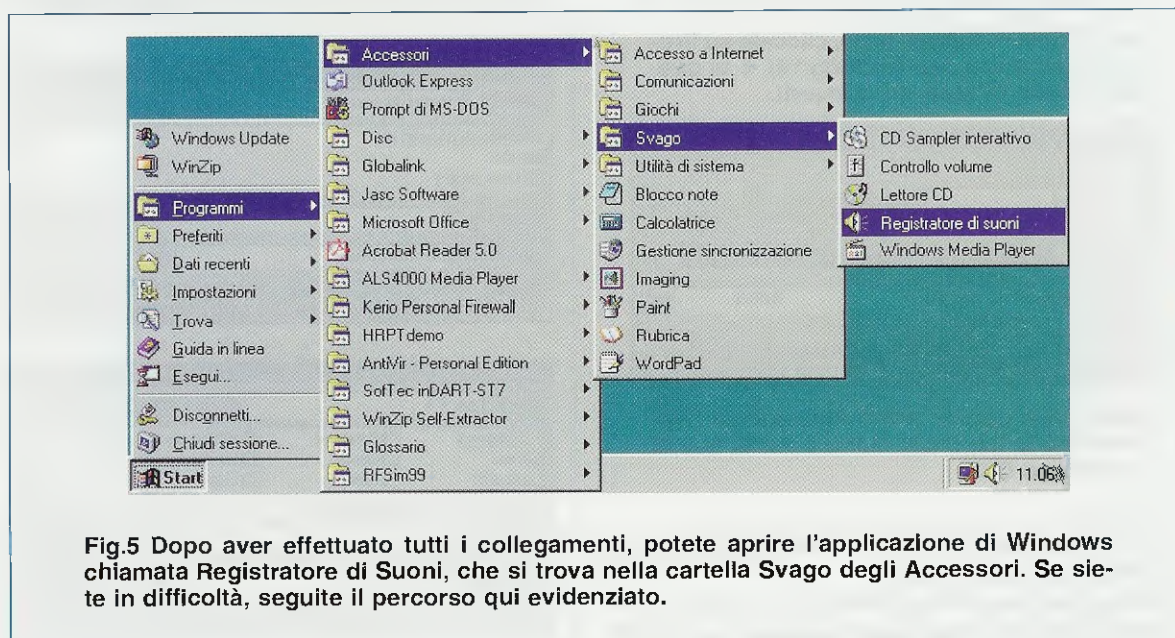 Windows Update
WinZip
Programmi
Preferiti
Dati recenti
Impostazioni
Trova
Guida in linea
Esegui...
Disconnetti...
Chiudi sessione...
Start
Accessori
Outlook Express
Prompt di MS-DOS
Disc
Globalink
Jasc Software
Microsoft Office
Acrobat Reader 5.0
ALS4000 Media Player
Kerio Personal Firewall
HRPTdemo
AntiVir - Personal Edition
SofTec inDART-ST7
WinZip Self-Extractor
Glossario
RFSim99
Accesso a Internet
Comunicazioni
Giochi
Svago
Utilità di sistema
Blocco note
Calcolatrice
Gestione sincronizzazione
Imaging
Paint
Rubrica
WordPad
CD Sampler interattivo
Controllo volume
Lettore CD
Registratore di suoni
Windows Media Player
11.06
Fig.5 Dopo aver effettuato tutti i collegamenti, potete aprire l'applicazione di Windows
chiamata Registratore di Suoni, che si trova nella cartella Svago degli Accessori. Se sie-
te in difficoltà, seguite il percorso qui evidenziato.